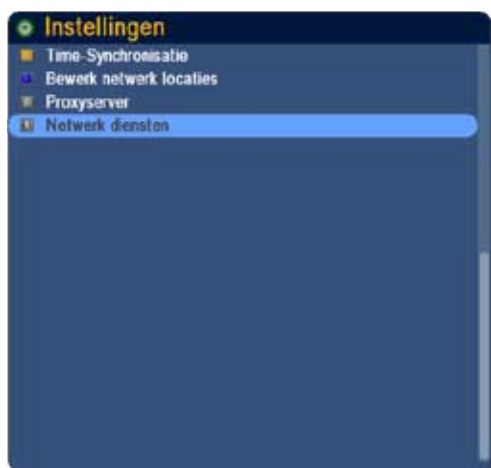 Instellingen
Time-Synchronisatie
Bewerk netwerk locaties
Proxyserver
Netwerk diensten